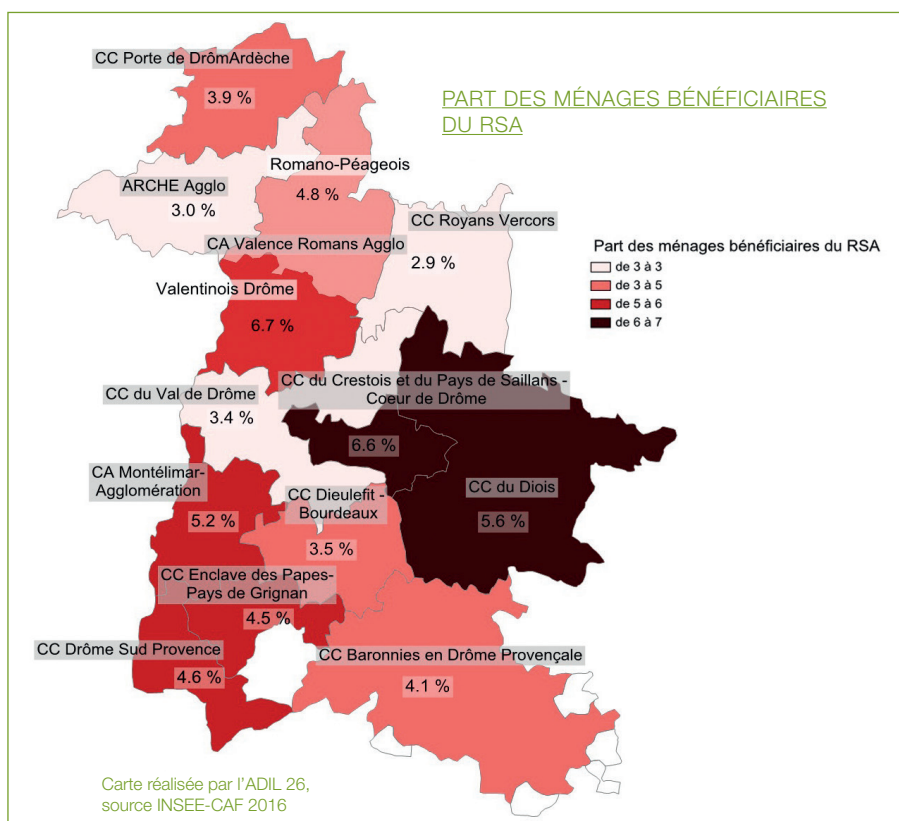 CC Porte de DrômArdèche
3.9 %
PART DES MÉNAGES BÉNÉFICIAIRES
DU RSA
Romano-Péageois
4.8 %
ARCHE Agglo
3.0 %
CC Royans Vercors
2.9 %
CA Valence Romans Agglo
Part des ménages bénéficiaires du RSA
de 3 à 3
de 3 à 5
de 5 à 6
de 6 à 7
Valentinois Drôme
6.7 %
CC du Crestois et du Pays de Saillans -
Coeur de Drôme
6.6 %
CC du Val de Drôme
3.4 %
CA Montélimar-
Agglomération
5.2 %
CC Dieulefit -
Bourdeaux
3.5 %
CC du Diois
5.6 %
CC Enclave des Papes-
Pays de Grignan
4.5 %
CC Drôme Sud Provence
4.6 %
CC Baronnies en Drôme Provençale
4.1 %
Carte réalisée par l'ADIL 26,
source INSEE-CAF 2016